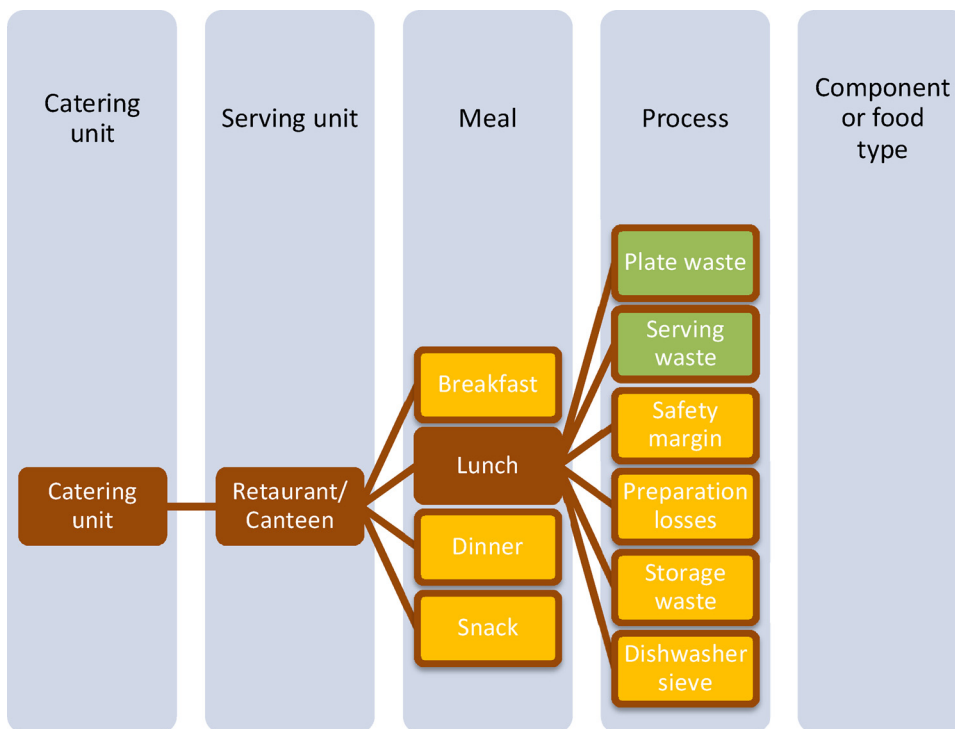 Catering
unit
Serving unit
Meal
Process
Component
or food
type
Catering
unit
Retaurant/
Canteen
Breakfast
Lunch
Dinner
Snack
Plate waste
Serving
waste
Safety
margin
Preparation
losses
Storage
waste
Dishwasher
sieve